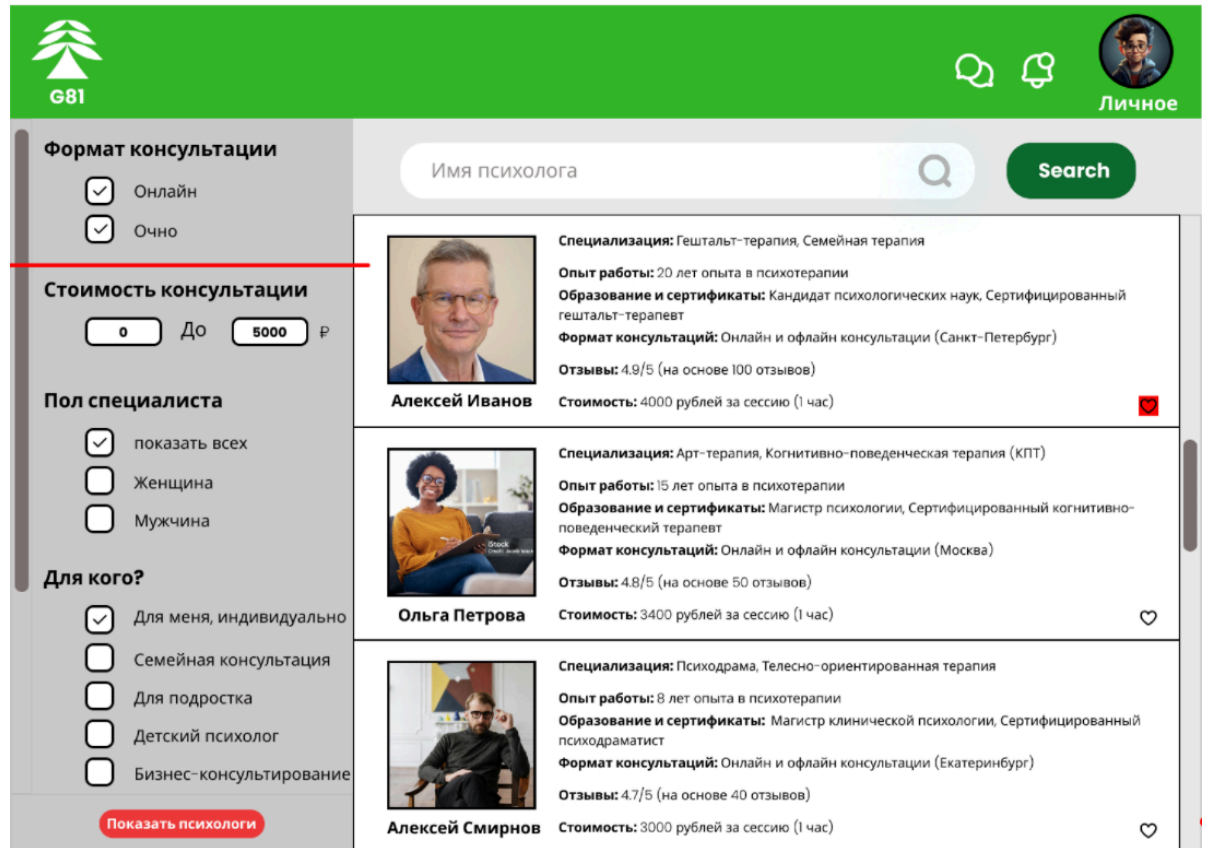 G81
Личное
Формат консультации
Онлайн
Очно
Стоимость консультации
0 До 5000 ₽
Пол специалиста
показать всех
Женщина
Мужчина
Для кого?
Для меня, индивидуально
Семейная консультация
Для подростка
Детский психолог
Бизнес-консультирование
Показать психологи
Имя психолога
Search
Алексей Иванов
Специализация: Гештальт-терапия, Семейная терапия
Опыт работы: 20 лет опыта в психотерапии
Образование и сертификаты: Кандидат психологических наук, Сертифицированный
гештальт-терапевт
Формат консультаций: Онлайн и офлайн консультации (Санкт-Петербург)
Отзывы: 4.9/5 (на основе 100 отзывов)
Стоимость: 4000 рублей за сессию (1 час)
iStock
Ольга Петрова
Специализация: Арт-терапия, Когнитивно-поведенческая терапия (КПТ)
Опыт работы: 15 лет опыта в психотерапии
Образование и сертификаты: Магистр психологии, Сертифицированный когнитивно-
поведенческий терапевт
Формат консультаций: Онлайн и офлайн консультации (Москва)
Отзывы: 4.8/5 (на основе 50 отзывов)
Стоимость: 3400 рублей за сессию (1 час)
Алексей Смирнов
Специализация: Психодрама, Телесно-ориентированная терапия
Опыт работы: 8 лет опыта в психотерапии
Образование и сертификаты: Магистр клинической психологии, Сертифицированный
психодраматист
Формат консультаций: Онлайн и офлайн консультации (Екатеринбург)
Отзывы: 4.7/5 (на основе 40 отзывов)
Стоимость: 3000 рублей за сессию (1 час)